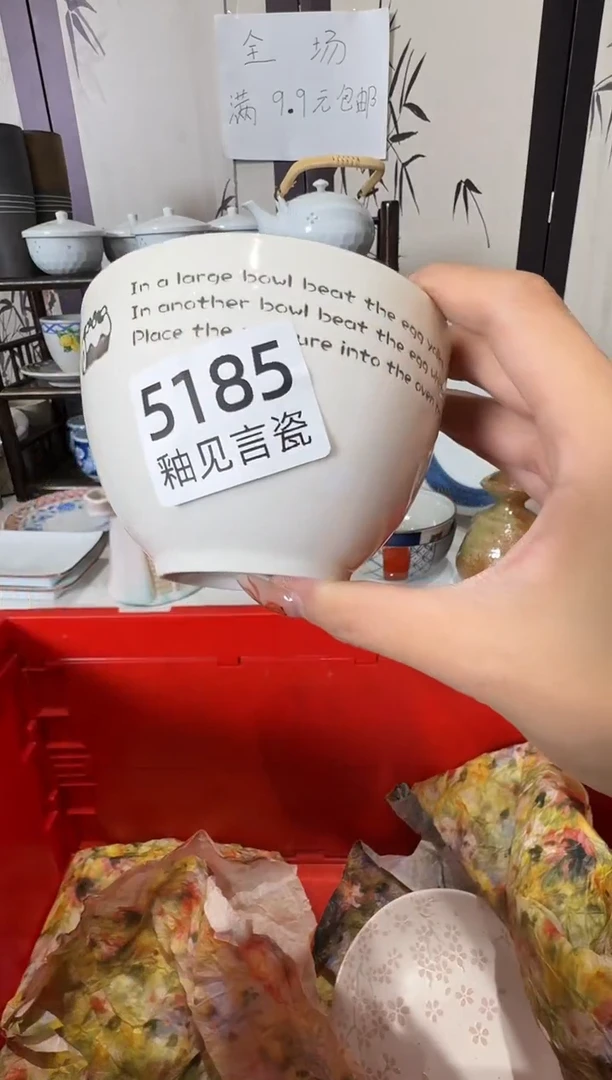 全 场
满 9.9元包邮
In a large bowl beat the egg
In another bowl beat the egg
Place the ure into the oven
5185
釉见言瓷